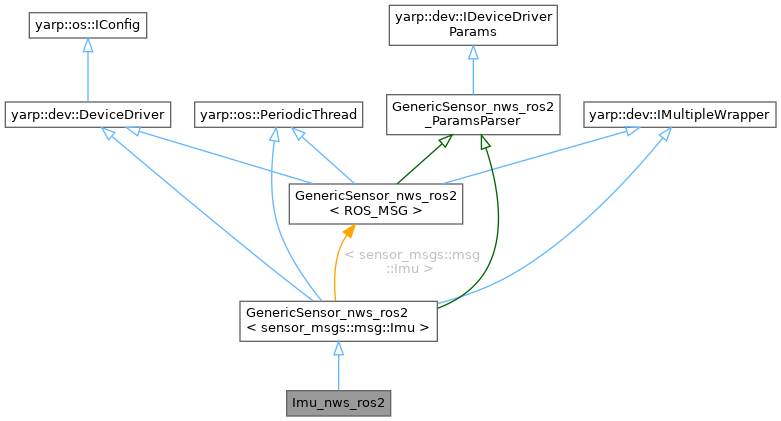 yarp::os::IConfig
yarp::dev::IDeviceDriver
Params
yarp::dev::DeviceDriver
yarp::os::PeriodicThread
GenericSensor_nws_ros2
_ParamsParser
yarp::dev::IMultipleWrapper
GenericSensor_nws_ros2
< ROS_MSG >
< sensor_msgs::msg
::Imu >
GenericSensor_nws_ros2
< sensor_msgs::msg::Imu >
Imu_nws_ros2